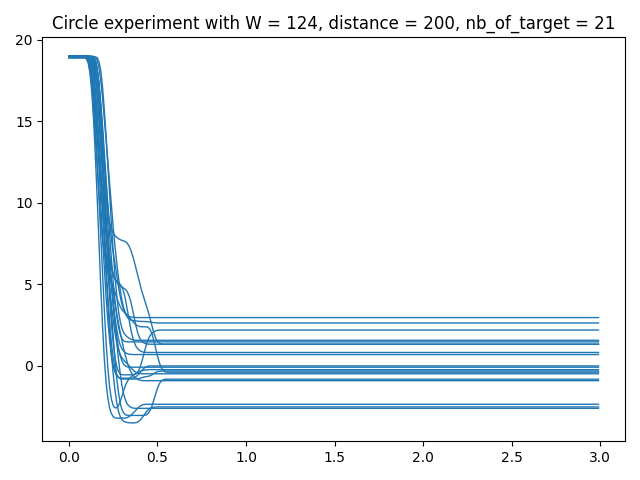 Circle experiment with W = 124, distance = 200, nb_of_target = 21
20
15
10
5
0
0.0 0.5 1.0 1.5 2.0 2.5 3.0